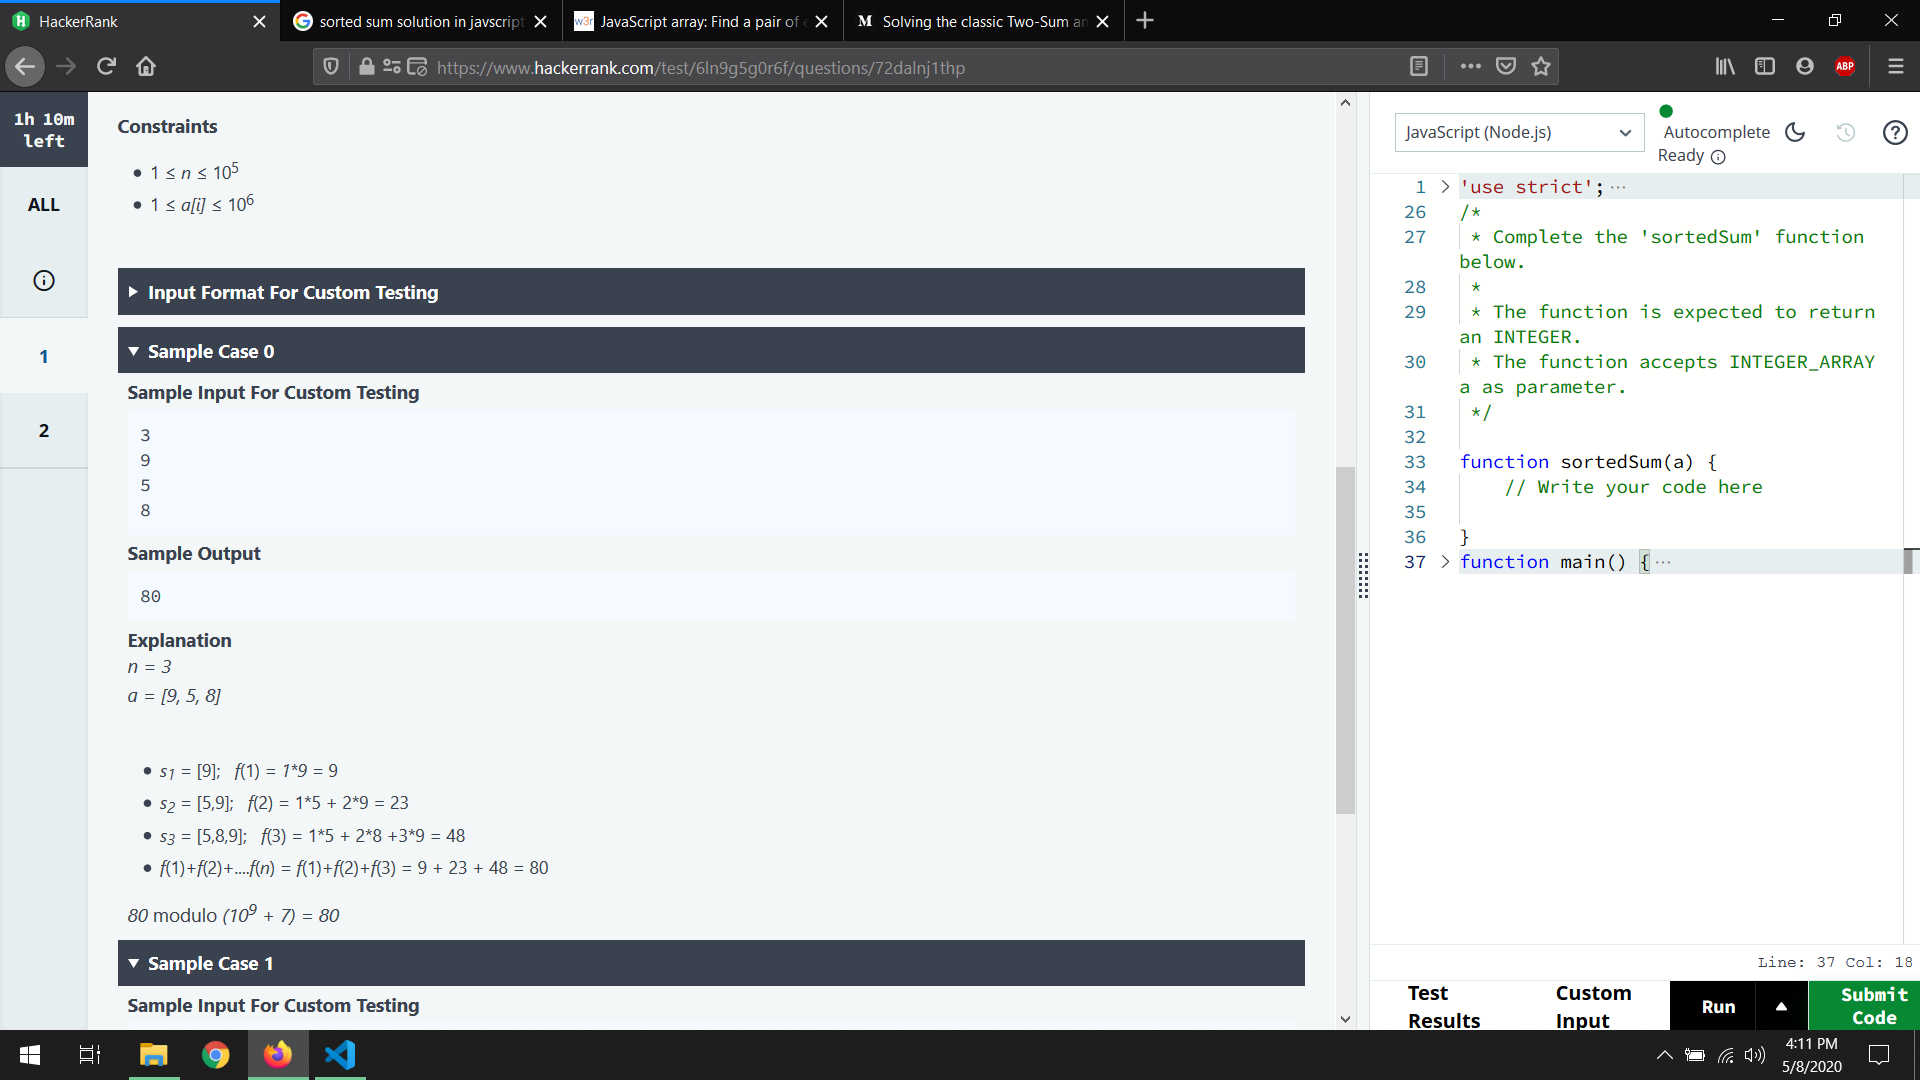 HackerRank
sorted sum solution in javscript
JavaScript array: Find a pair of e
Solving the classic Two-Sum an
https://www.hackerrank.com/test/6ln9g5g0r6f/questions/72dalnj1thp
ABP
1h 10m
left
ALL
1
2
Constraints
• 1 ≤ n ≤ 10^5
• 1 ≤ a[i] ≤ 10^6
Input Format For Custom Testing
Sample Case 0
Sample Input For Custom Testing
3
9
5
8
Sample Output
80
Explanation
n = 3
a = [9, 5, 8]
• s1 = [9]; f(1) = 1*9 = 9
• s2 = [5,9]; f(2) = 1*5 + 2*9 = 23
• s3 = [5,8,9]; f(3) = 1*5 + 2*8 +3*9 = 48
• f(1)+f(2)+....f(n) = f(1)+f(2)+f(3) = 9 + 23 + 48 = 80
80 modulo (10^9 + 7) = 80
Sample Case 1
Sample Input For Custom Testing
JavaScript (Node.js)
Autocomplete
Ready
1 'use strict'; ...
26 /*
27 * Complete the 'sortedSum' function
below.
28 *
29 * The function is expected to return
an INTEGER.
30 * The function accepts INTEGER_ARRAY
a as parameter.
31 */
32
33 function sortedSum(a) {
34 // Write your code here
35
36 }
37 function main() { ...
Line: 37 Col: 18
Test
Results
Custom
Input
Run
Submit
Code
4:11 PM
5/8/2020